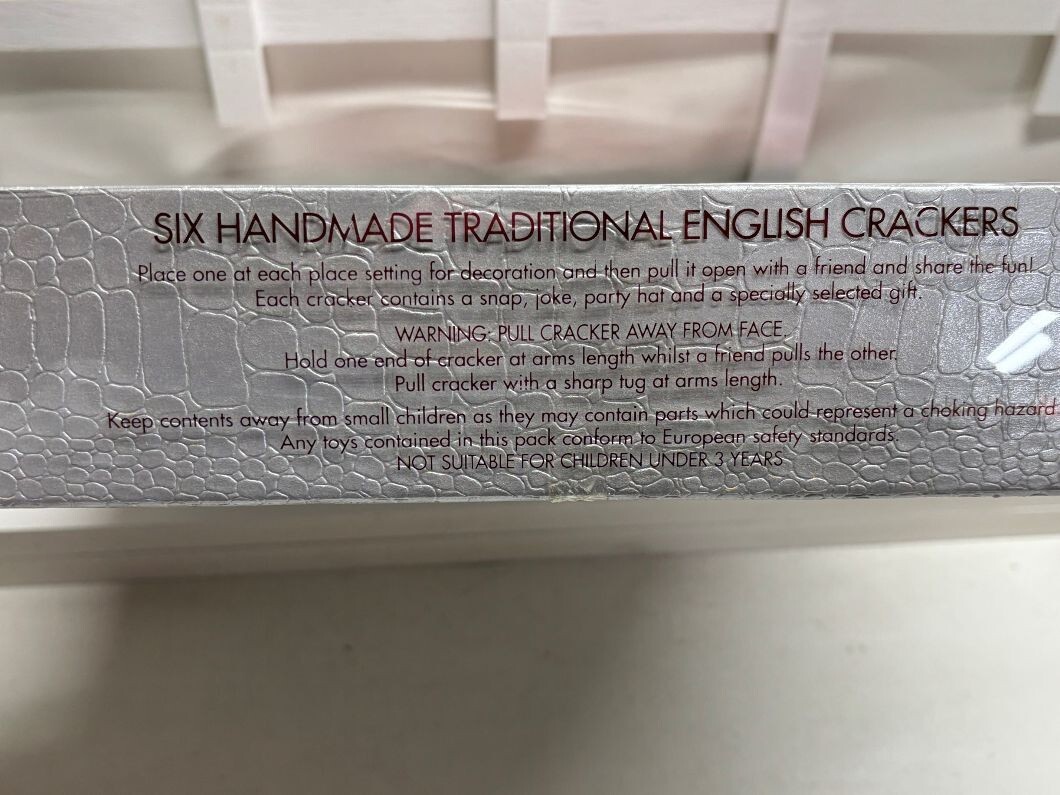 SIX HANDMADE TRADITIONAL ENGLISH CRACKERS
Place one at each place setting for decoration and then pull it open with a friend and share the fun!
Each cracker contains a snap, joke, party hat and a specially selected gift.
WARNING: PULL CRACKER AWAY FROM FACE.
Hold one end of cracker at arms length whilst a friend pulls the other.
Pull cracker with a sharp tug at arms length.
Keep contents away from small children as they may contain parts which could represent a choking hazard.
Any toys contained in this pack conform to European safety standards.
NOT SUITABLE FOR CHILDREN UNDER 3 YEARS